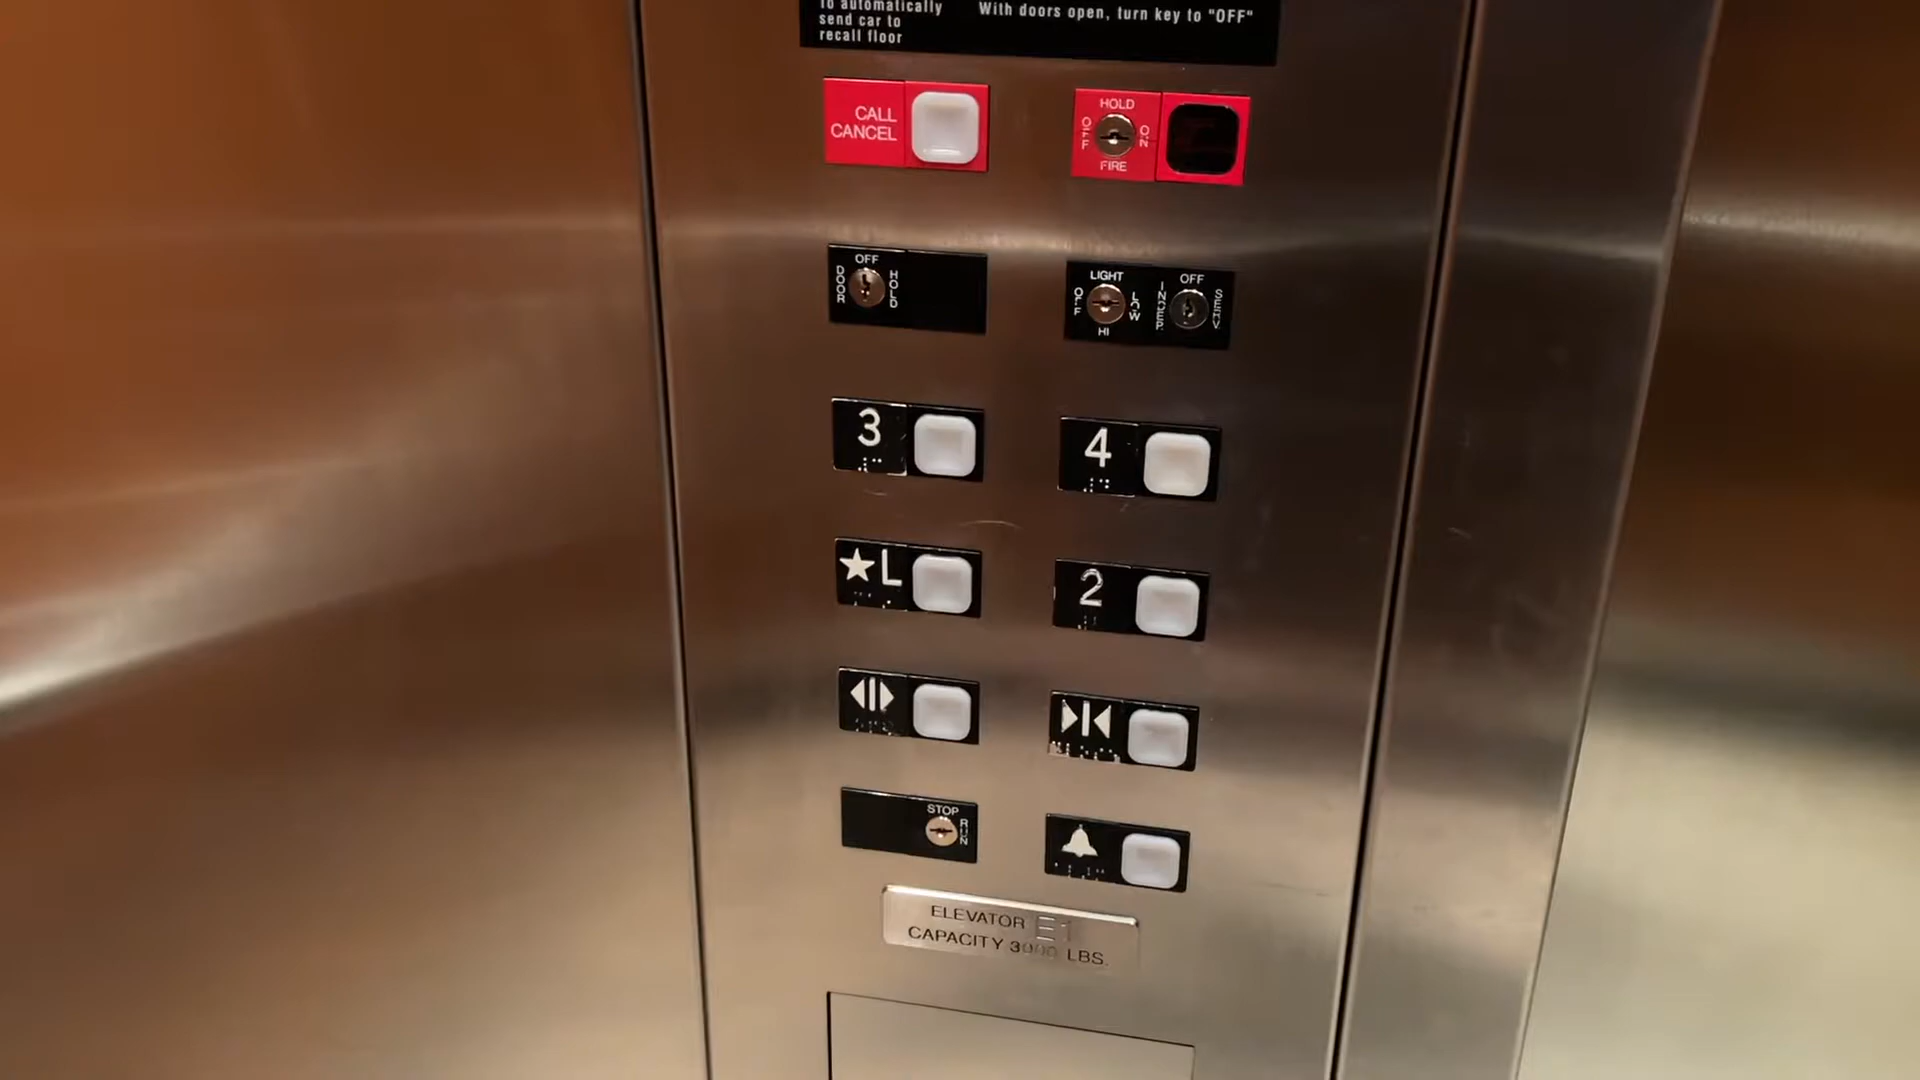 To automatically
send car to
recall floor
With doors open, turn key to "OFF"
CALL
CANCEL
HOLD
OFF
ON
FIRE
OFF
DOOR
HOLD
LIGHT
OFF
LOW
HI
OFF
INDEP.
SERV.
3
4
★L
2
STOP
RUN
ELEVATOR E1
CAPACITY 3000 LBS.